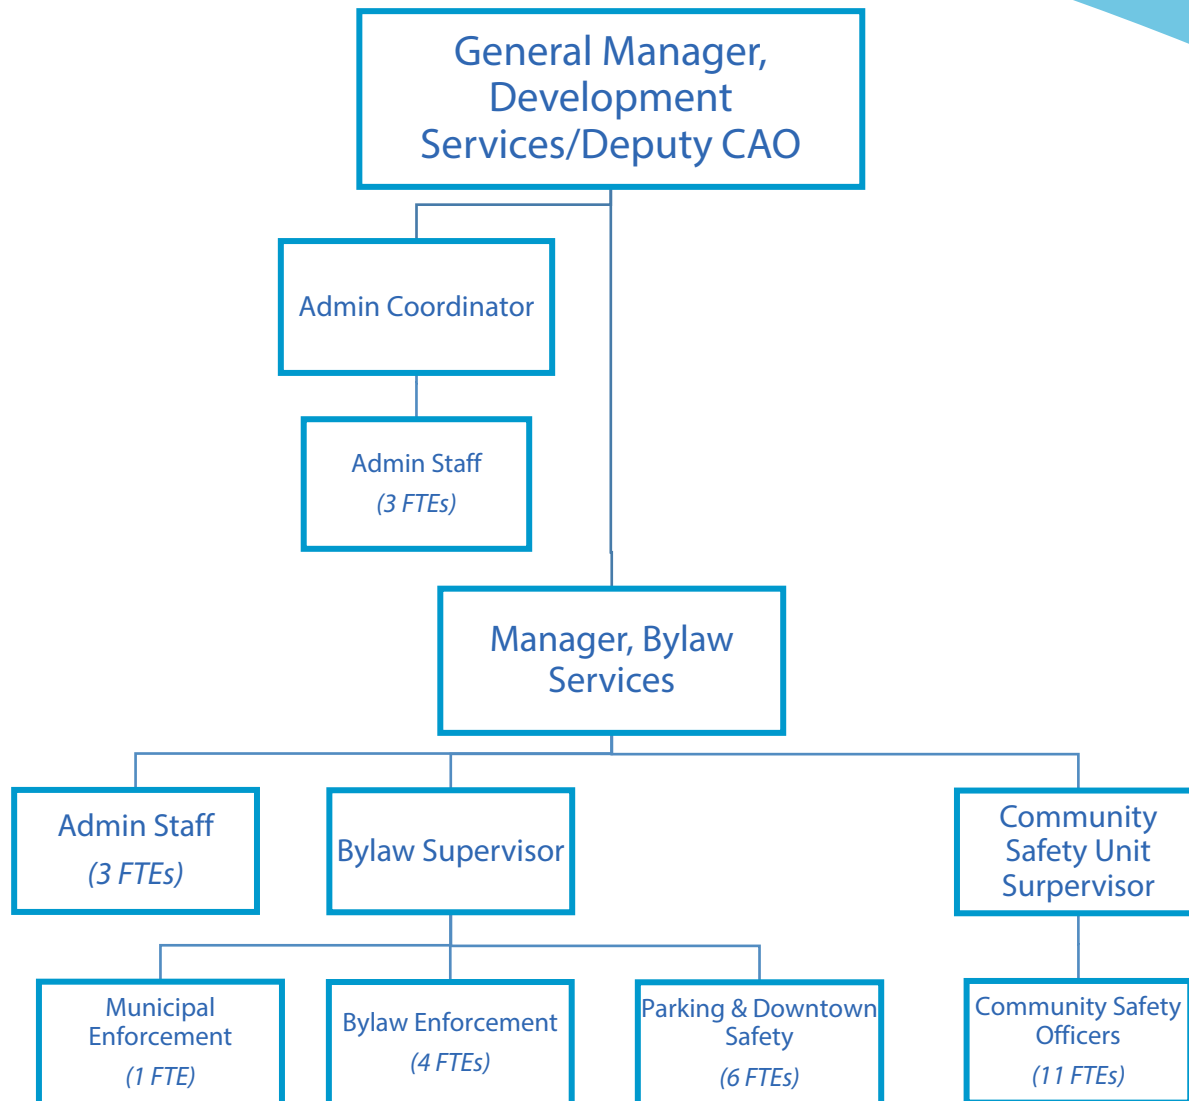 General Manager,
Development
Services/Deputy CAO
Admin Coordinator
Admin Staff
(3 FTEs)
Manager, Bylaw
Services
Admin Staff
(3 FTEs)
Bylaw Supervisor
Community
Safety Unit
Surpervisor
Municipal
Enforcement
(1 FTE)
Bylaw Enforcement
(4 FTEs)
Parking & Downtown
Safety
(6 FTEs)
Community Safety
Officers
(11 FTEs)